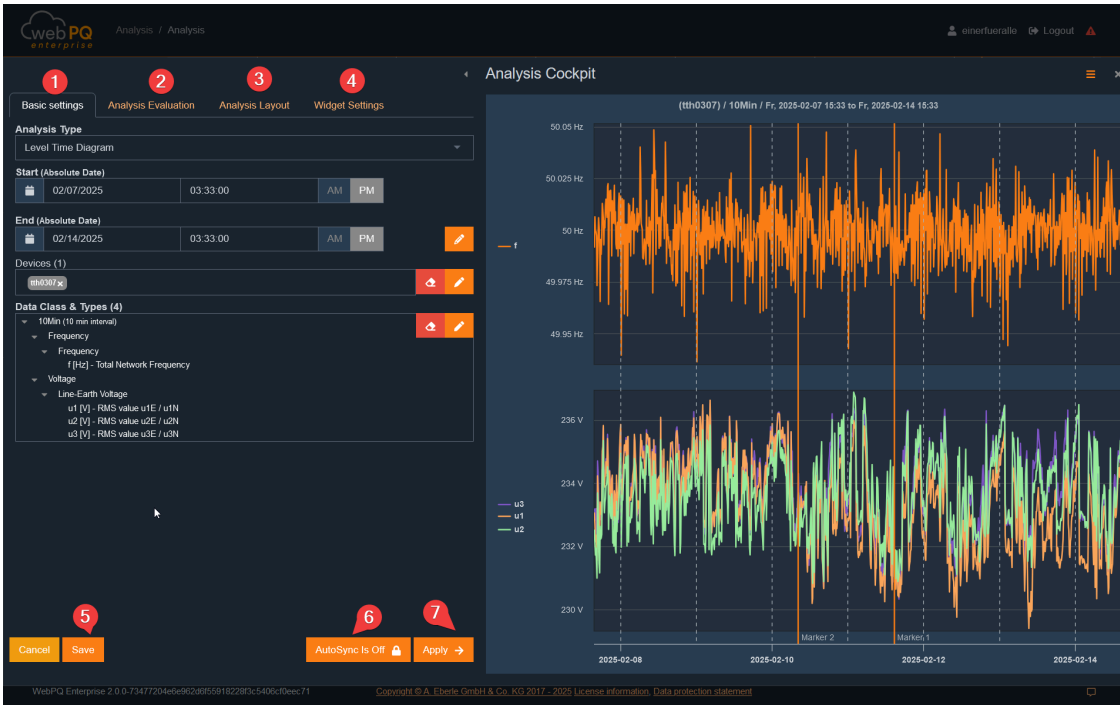 webPQ
enterprise
Analysis / Analysis
einerfueralle
Logout
1
2
3
4
Basic settings
Analysis Evaluation
Analysis Layout
Widget Settings
Analysis Type
Level Time Diagram
Start (Absolute Date)
02/07/2025
03:33:00
AM
PM
End (Absolute Date)
02/14/2025
03:33:00
AM
PM
Devices (1)
tth0307 x
Data Class & Types (4)
10Min (10 min interval)
Frequency
Frequency
f [Hz] - Total Network Frequency
Voltage
Line-Earth Voltage
u1 [V] - RMS value u1E / u1N
u2 [V] - RMS value u2E / u2N
u3 [V] - RMS value u3E / u3N
5
6
7
Cancel
Save
AutoSync Is Off
Apply
Analysis Cockpit
(tth0307) / 10Min / Fr, 2025-02-07 15:33 to Fr, 2025-02-14 15:33
50.05 Hz
50.025 Hz
50 Hz
49.975 Hz
49.95 Hz
f
236 V
234 V
232 V
230 V
u3
u1
u2
Marker 2
Marker 1
2025-02-08
2025-02-10
2025-02-12
2025-02-14
Copyright © A. Eberle GmbH & Co. KG 2017 - 2025 License information, Data protection statement